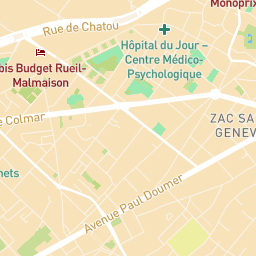 Monoprix
Rue de Chatou
Hôpital du Jour –
Centre Médico-
Psychologique
bis Budget Rueil-
Malmaison
Colmar
ZAC SA
GENEV
nets
Avenue Paul Doumer